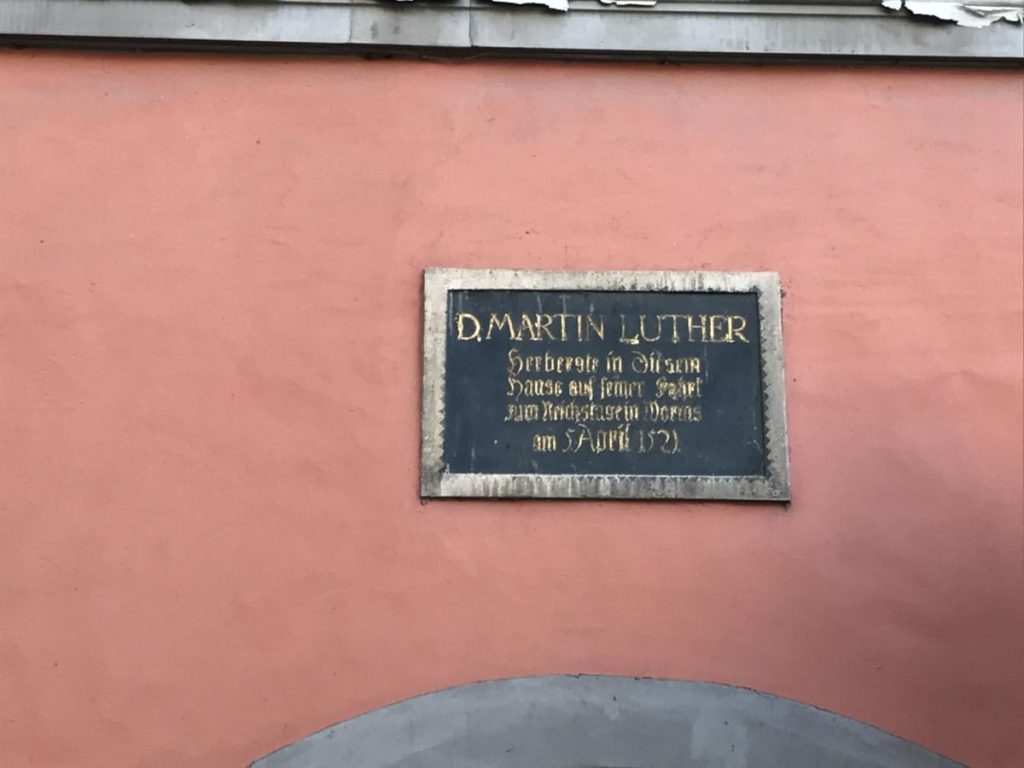 D. MARTIN LUTHER
Herbergte in diesem
Hause auf seiner Fahrt
zum Reichstage in Worms
am 5. April 1521